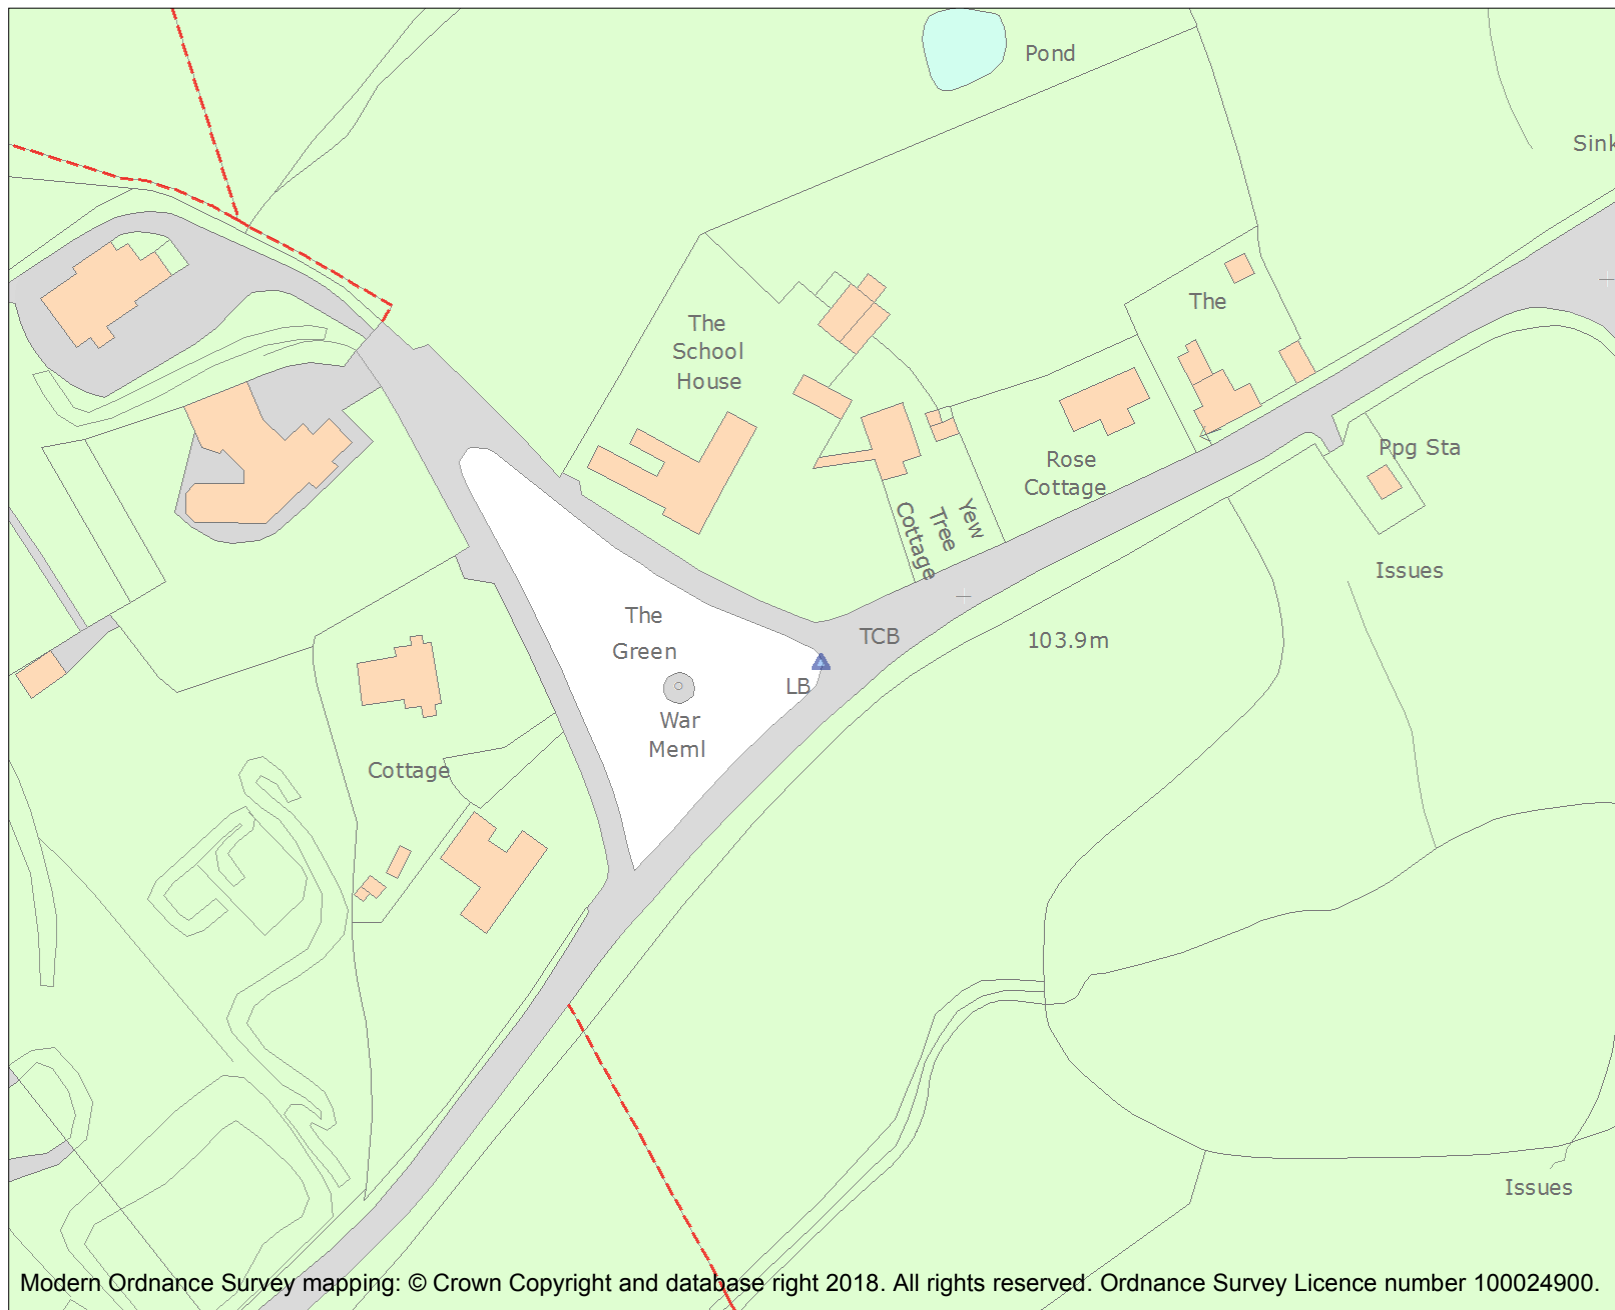 Pond
Sink
The
The
School
House
Ppg Sta
Rose
Cottage
Yew
Tree
Cottage
Issues
The
Green
TCB
103.9m
LB
War
Meml
Cottage
Issues
Modern Ordnance Survey mapping: © Crown Copyright and database right 2018. All rights reserved. Ordnance Survey Licence number 100024900.